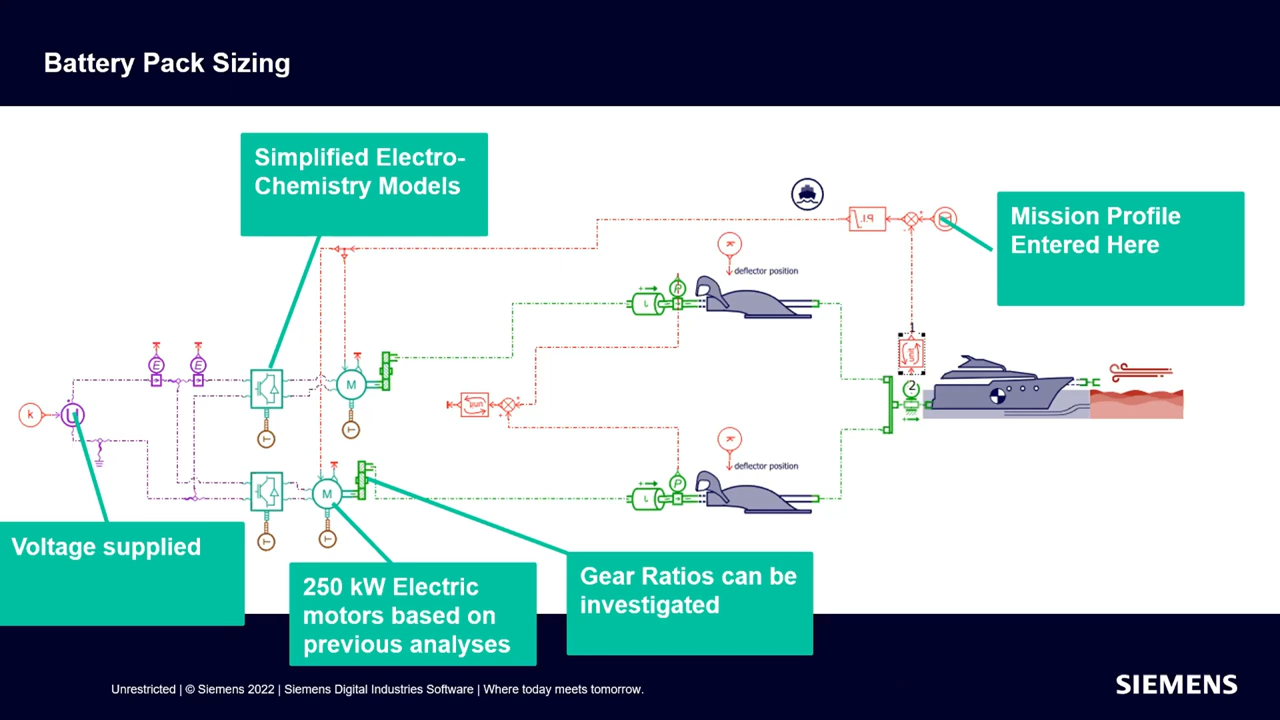 Battery Pack Sizing
Simplified Electro-
Chemistry Models
Mission Profile
Entered Here
deflector position
deflector position
Voltage supplied
250 kW Electric
motors based on
previous analyses
Gear Ratios can be
investigated
k
U
E
E
M
M
T
T
T
T
P
P
P.I.
1
2
Unrestricted | © Siemens 2022 | Siemens Digital Industries Software | Where today meets tomorrow.
SIEMENS